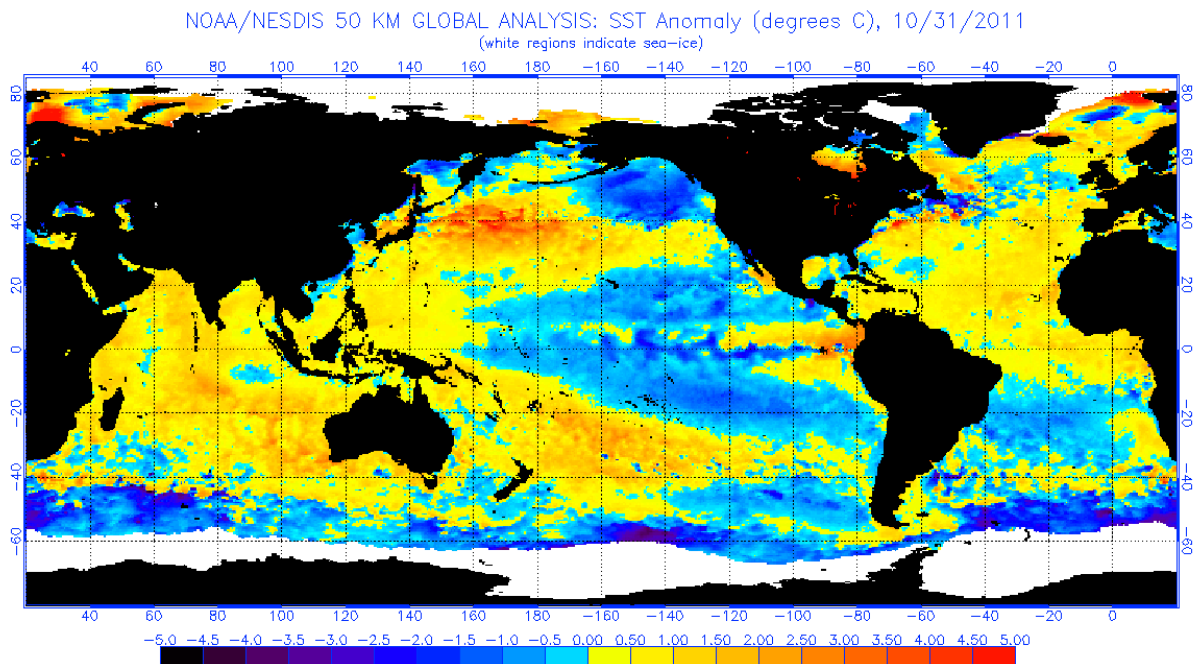 NOAA/NESDIS 50 KM GLOBAL ANALYSIS: SST Anomaly (degrees C), 10/31/2011
(white regions indicate sea-ice)
40 60 80 100 120 140 160 180 -160 -140 -120 -100 -80 -60 -40 -20 0
80 80
60 60
40 40
20 20
0 0
-20 -20
-40 -40
-60 -60
40 60 80 100 120 140 160 180 -160 -140 -120 -100 -80 -60 -40 -20 0
-5.0 -4.5 -4.0 -3.5 -3.0 -2.5 -2.0 -1.5 -1.0 -0.5 0.00 0.50 1.00 1.50 2.00 2.50 3.00 3.50 4.00 4.50 5.00